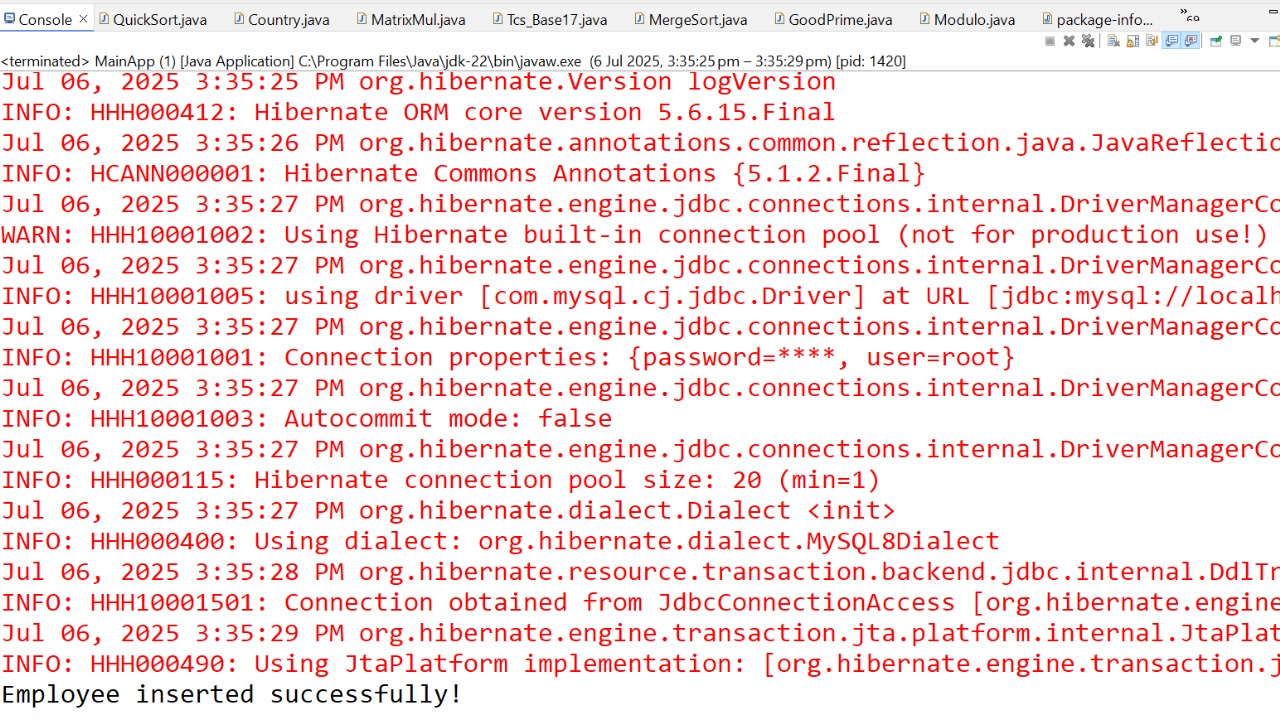 Console QuickSort.java Country.java MatrixMul.java Tcs_Base17.java MergeSort.java GoodPrime.java Modulo.java package-info...
<terminated> MainApp (1) [Java Application] C:\Program Files\Java\jdk-22\bin\javaw.exe (6 Jul 2025, 3:35:25 pm – 3:35:29 pm) [pid: 1420]
Jul 06, 2025 3:35:25 PM org.hibernate.Version logVersion
INFO: HHH000412: Hibernate ORM core version 5.6.15.Final
Jul 06, 2025 3:35:26 PM org.hibernate.annotations.common.reflection.java.JavaReflectio
INFO: HCANN000001: Hibernate Commons Annotations {5.1.2.Final}
Jul 06, 2025 3:35:27 PM org.hibernate.engine.jdbc.connections.internal.DriverManagerCo
WARN: HHH10001002: Using Hibernate built-in connection pool (not for production use!)
Jul 06, 2025 3:35:27 PM org.hibernate.engine.jdbc.connections.internal.DriverManagerCo
INFO: HHH10001005: using driver [com.mysql.cj.jdbc.Driver] at URL [jdbc:mysql://localh
Jul 06, 2025 3:35:27 PM org.hibernate.engine.jdbc.connections.internal.DriverManagerCo
INFO: HHH10001001: Connection properties: {password=****, user=root}
Jul 06, 2025 3:35:27 PM org.hibernate.engine.jdbc.connections.internal.DriverManagerCo
INFO: HHH10001003: Autocommit mode: false
Jul 06, 2025 3:35:27 PM org.hibernate.engine.jdbc.connections.internal.DriverManagerCo
INFO: HHH000115: Hibernate connection pool size: 20 (min=1)
Jul 06, 2025 3:35:27 PM org.hibernate.dialect.Dialect <init>
INFO: HHH000400: Using dialect: org.hibernate.dialect.MySQL8Dialect
Jul 06, 2025 3:35:28 PM org.hibernate.resource.transaction.backend.jdbc.internal.DdlTr
INFO: HHH10001501: Connection obtained from JdbcConnectionAccess [org.hibernate.engine
Jul 06, 2025 3:35:29 PM org.hibernate.engine.transaction.jta.platform.internal.JtaPlat
INFO: HHH000490: Using JtaPlatform implementation: [org.hibernate.engine.transaction.j
Employee inserted successfully!